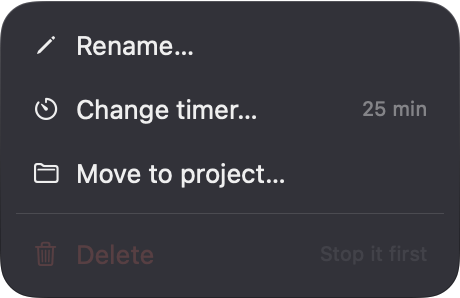 Rename...
Change timer... 25 min
Move to project...
Delete Stop it first